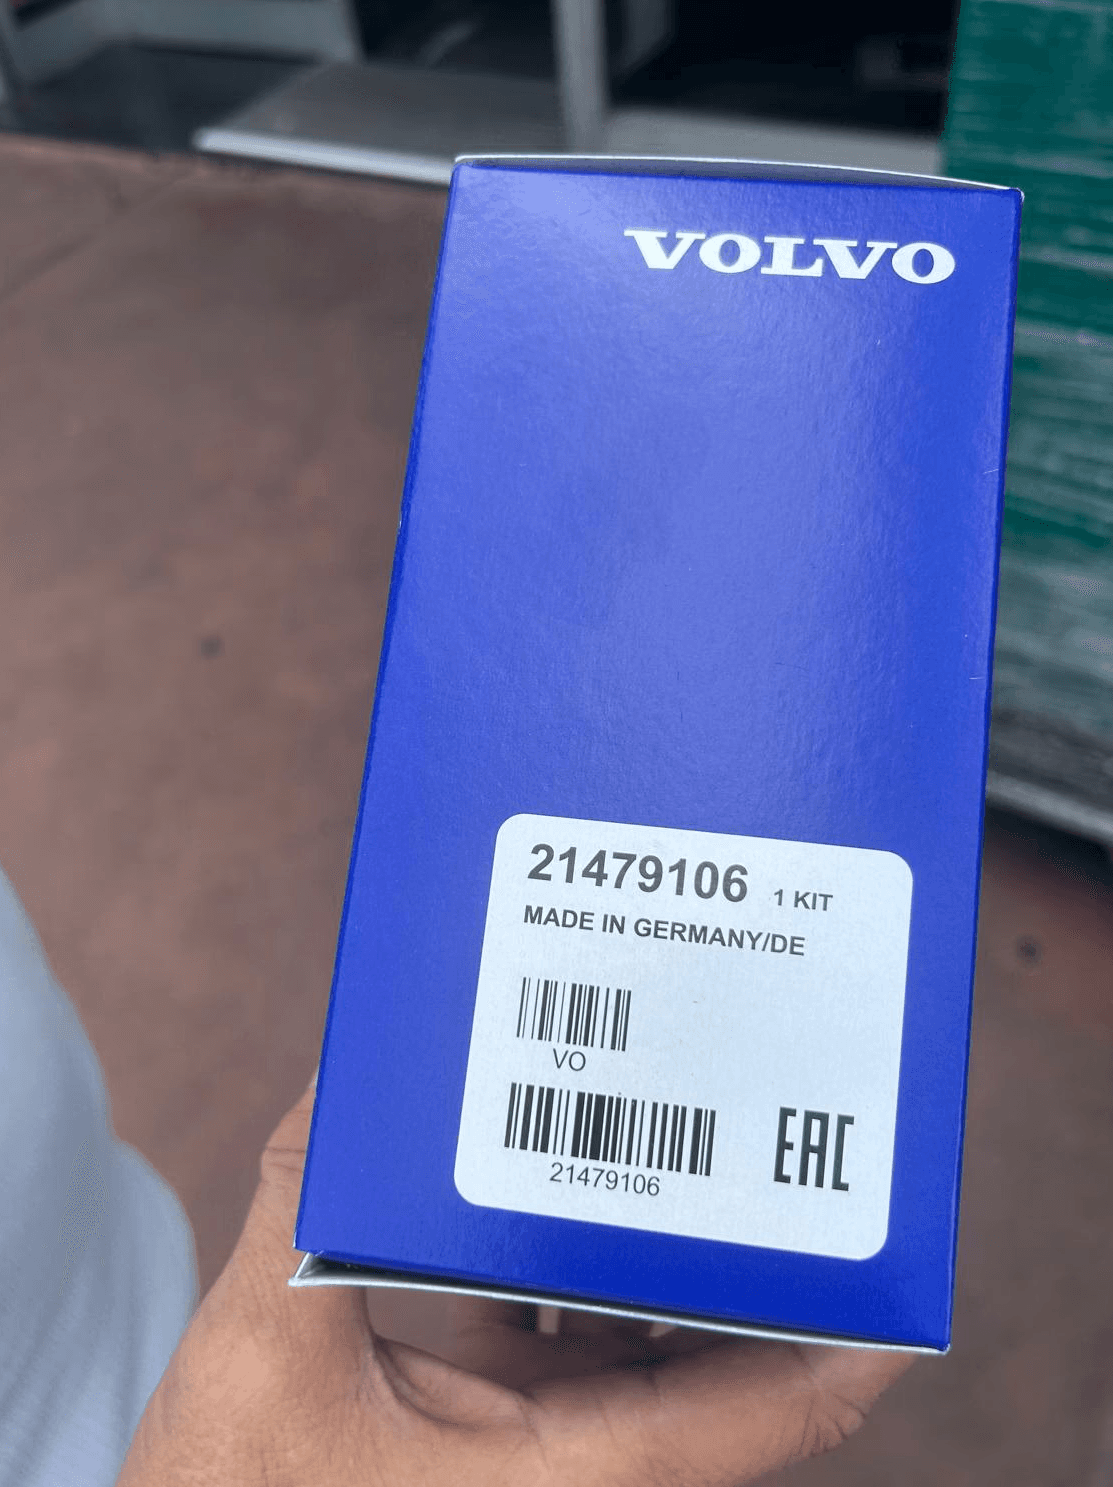 VOLVO
21479106 1 KIT
MADE IN GERMANY/DE
VO
21479106
EAC